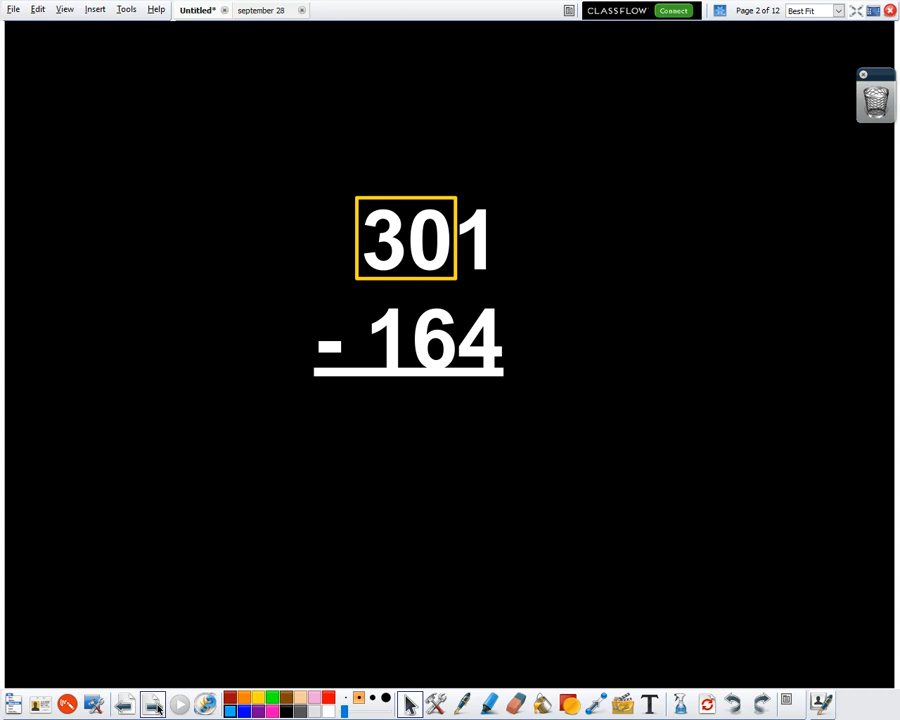 File Edit View Insert Tools Help Untitled* september 28 CLASSFLOW Connect Page 2 of 12 Best Fit
301
- 164